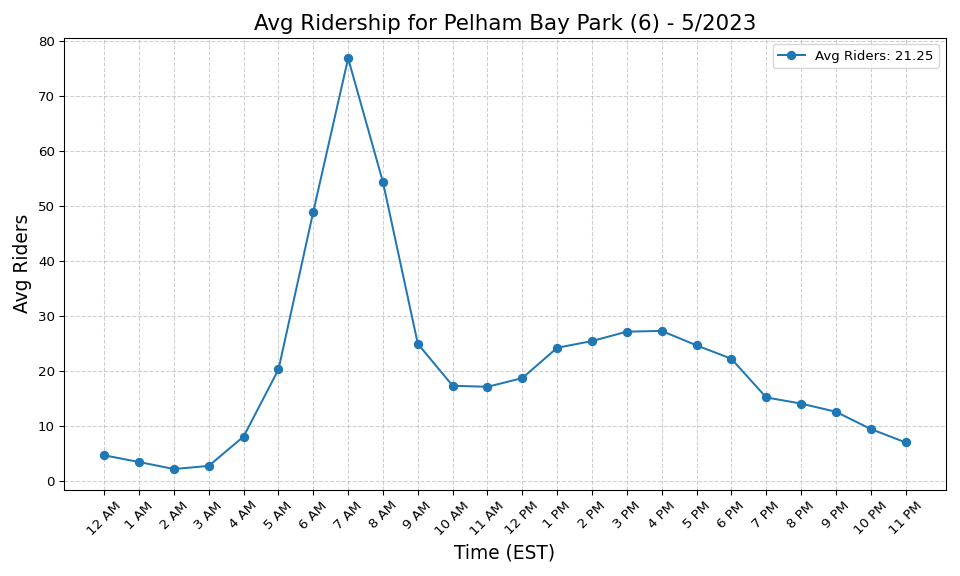 Avg Ridership for Pelham Bay Park (6) - 5/2023
Avg Riders: 21.25
Avg Riders
80
70
60
50
40
30
20
10
0
12 AM
1 AM
2 AM
3 AM
4 AM
5 AM
6 AM
7 AM
8 AM
9 AM
10 AM
11 AM
12 PM
1 PM
2 PM
3 PM
4 PM
5 PM
6 PM
7 PM
8 PM
9 PM
10 PM
11 PM
Time (EST)